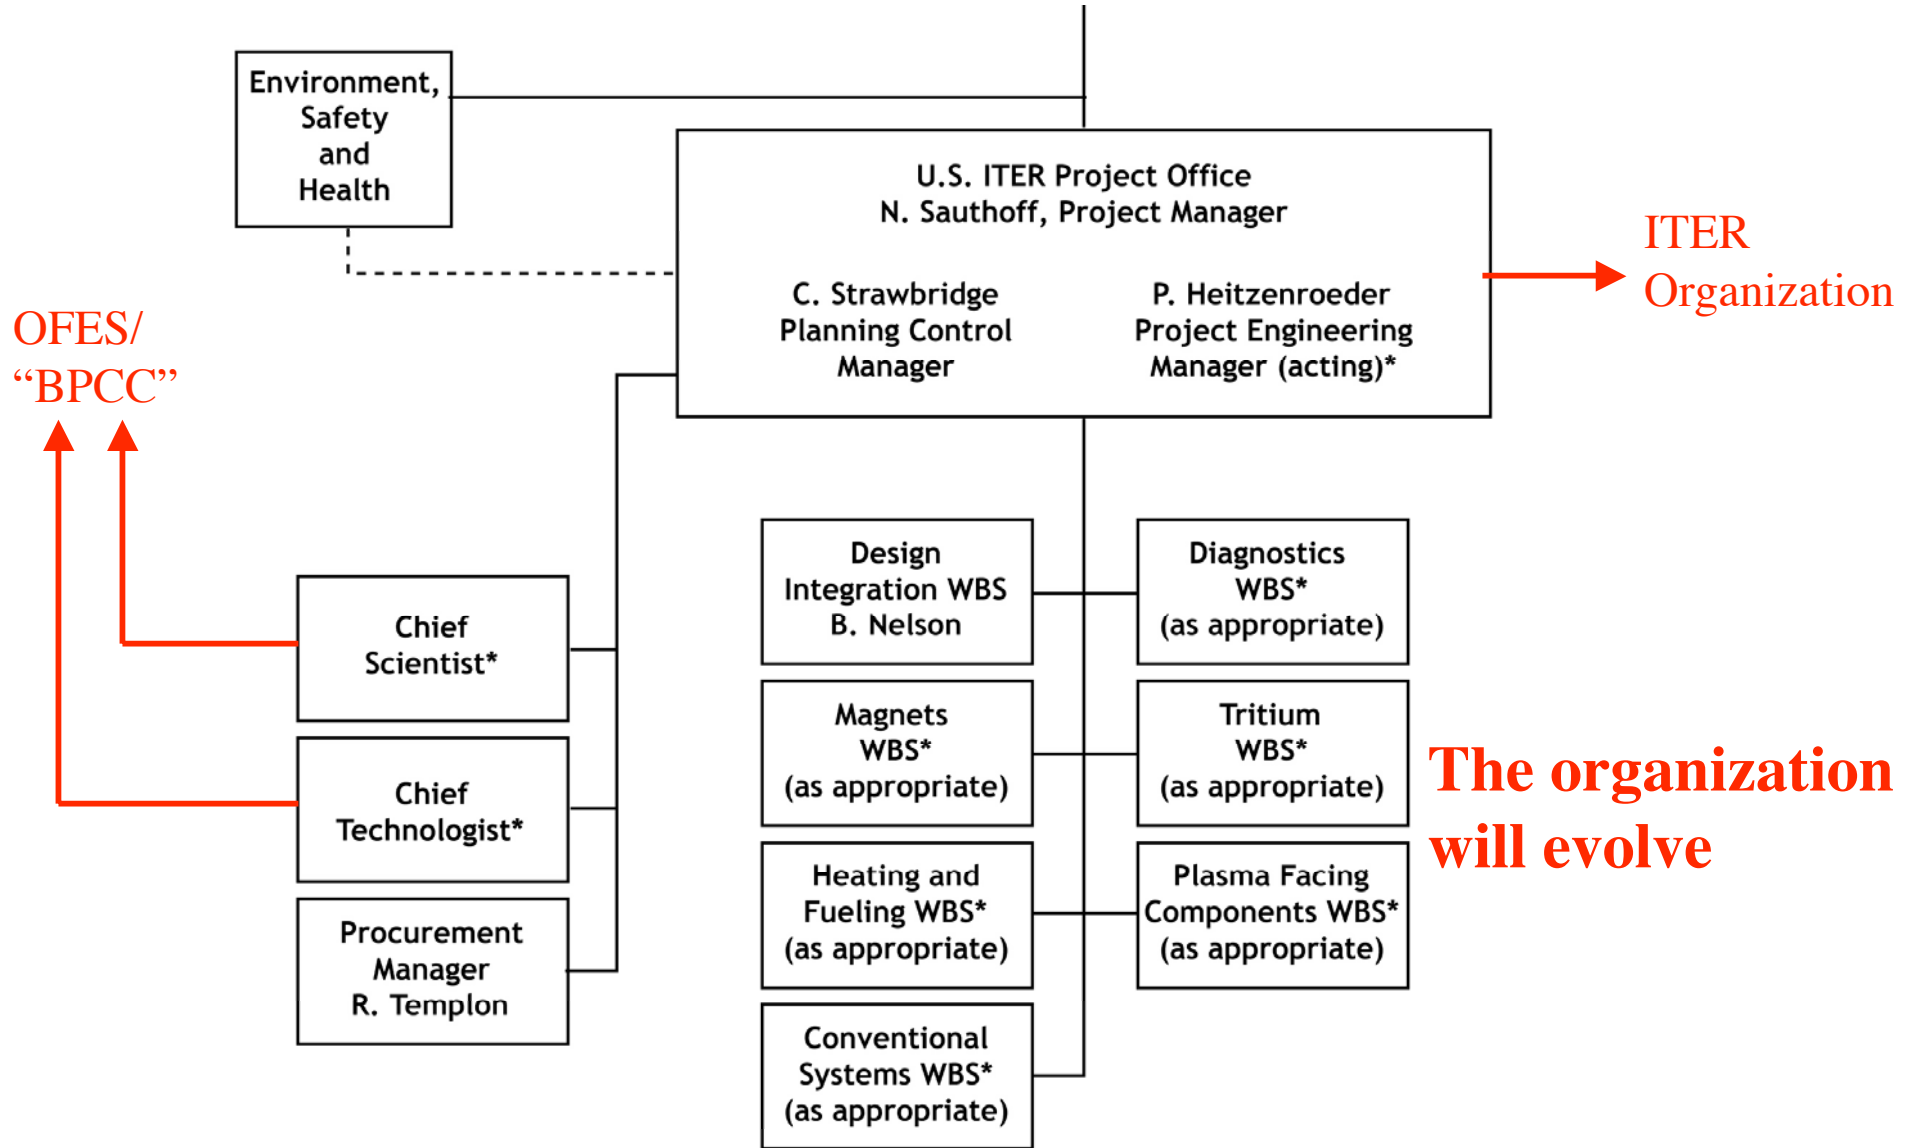 Environment,
Safety
and
Health
U.S. ITER Project Office
N. Sauthoff, Project Manager
C. Strawbridge
Planning Control
Manager
P. Heitzenroeder
Project Engineering
Manager (acting)*
ITER
Organization
OFES/
“BPCC”
Chief
Scientist*
Chief
Technologist*
Procurement
Manager
R. Templon
Design
Integration WBS
B. Nelson
Diagnostics
WBS*
(as appropriate)
Magnets
WBS*
(as appropriate)
Tritium
WBS*
(as appropriate)
Heating and
Fueling WBS*
(as appropriate)
Plasma Facing
Components WBS*
(as appropriate)
Conventional
Systems WBS*
(as appropriate)
The organization
will evolve